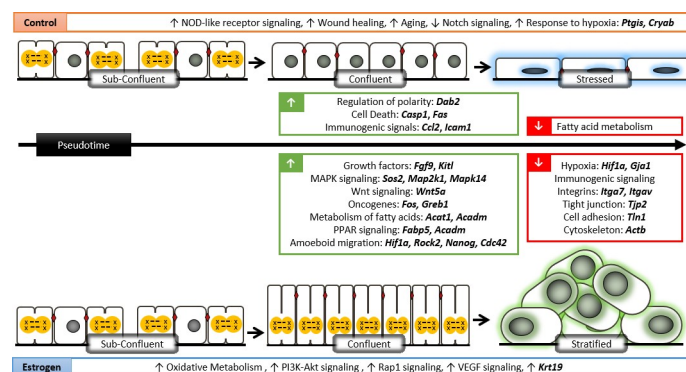 Control
↑ NOD-like receptor signaling, ↑ Wound healing, ↑ Aging, ↓ Notch signaling, ↑ Response to hypoxia: Ptgis, Cryab
Sub-Confluent
Confluent
Stressed
↑
Regulation of polarity: Dab2
Cell Death: Casp1, Fas
Immunogenic signals: Ccl2, Icam1
↓
Fatty acid metabolism
Pseudotime
↑
Growth factors: Fgf9, Kitl
MAPK signaling: Sos2, Map2k1, Mapk14
Wnt signaling: Wnt5a
Oncogenes: Fos, Greb1
Metabolism of fatty acids: Acat1, Acadm
PPAR signaling: Fabp5, Acadm
Amoeboid migration: Hif1a, Rock2, Nanog, Cdc42
↓
Hypoxia: Hif1a, Gja1
Immunogenic signaling
Integrins: Itga7, Itgav
Tight junction: Tjp2
Cell adhesion: Tln1
Cytoskeleton: Actb
Sub-Confluent
Confluent
Stratified
Estrogen
↑ Oxidative Metabolism , ↑ PI3K-Akt signaling , ↑ Rap1 signaling, ↑ VEGF signaling, ↑ Krt19